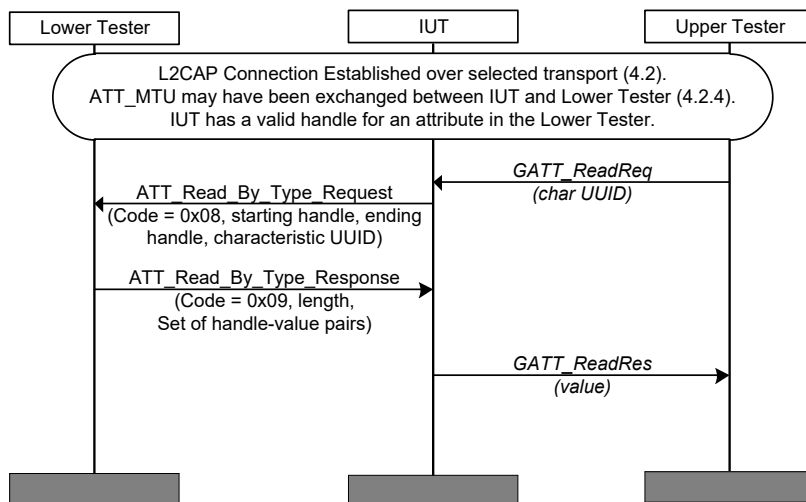 Lower Tester
IUT
Upper Tester
L2CAP Connection Established over selected transport (4.2).
ATT_MTU may have been exchanged between IUT and Lower Tester (4.2.4).
IUT has a valid handle for an attribute in the Lower Tester.
GATT_ReadReq
(char UUID)
ATT_Read_By_Type_Request
(Code = 0x08, starting handle, ending
handle, characteristic UUID)
ATT_Read_By_Type_Response
(Code = 0x09, length,
Set of handle-value pairs)
GATT_ReadRes
(value)